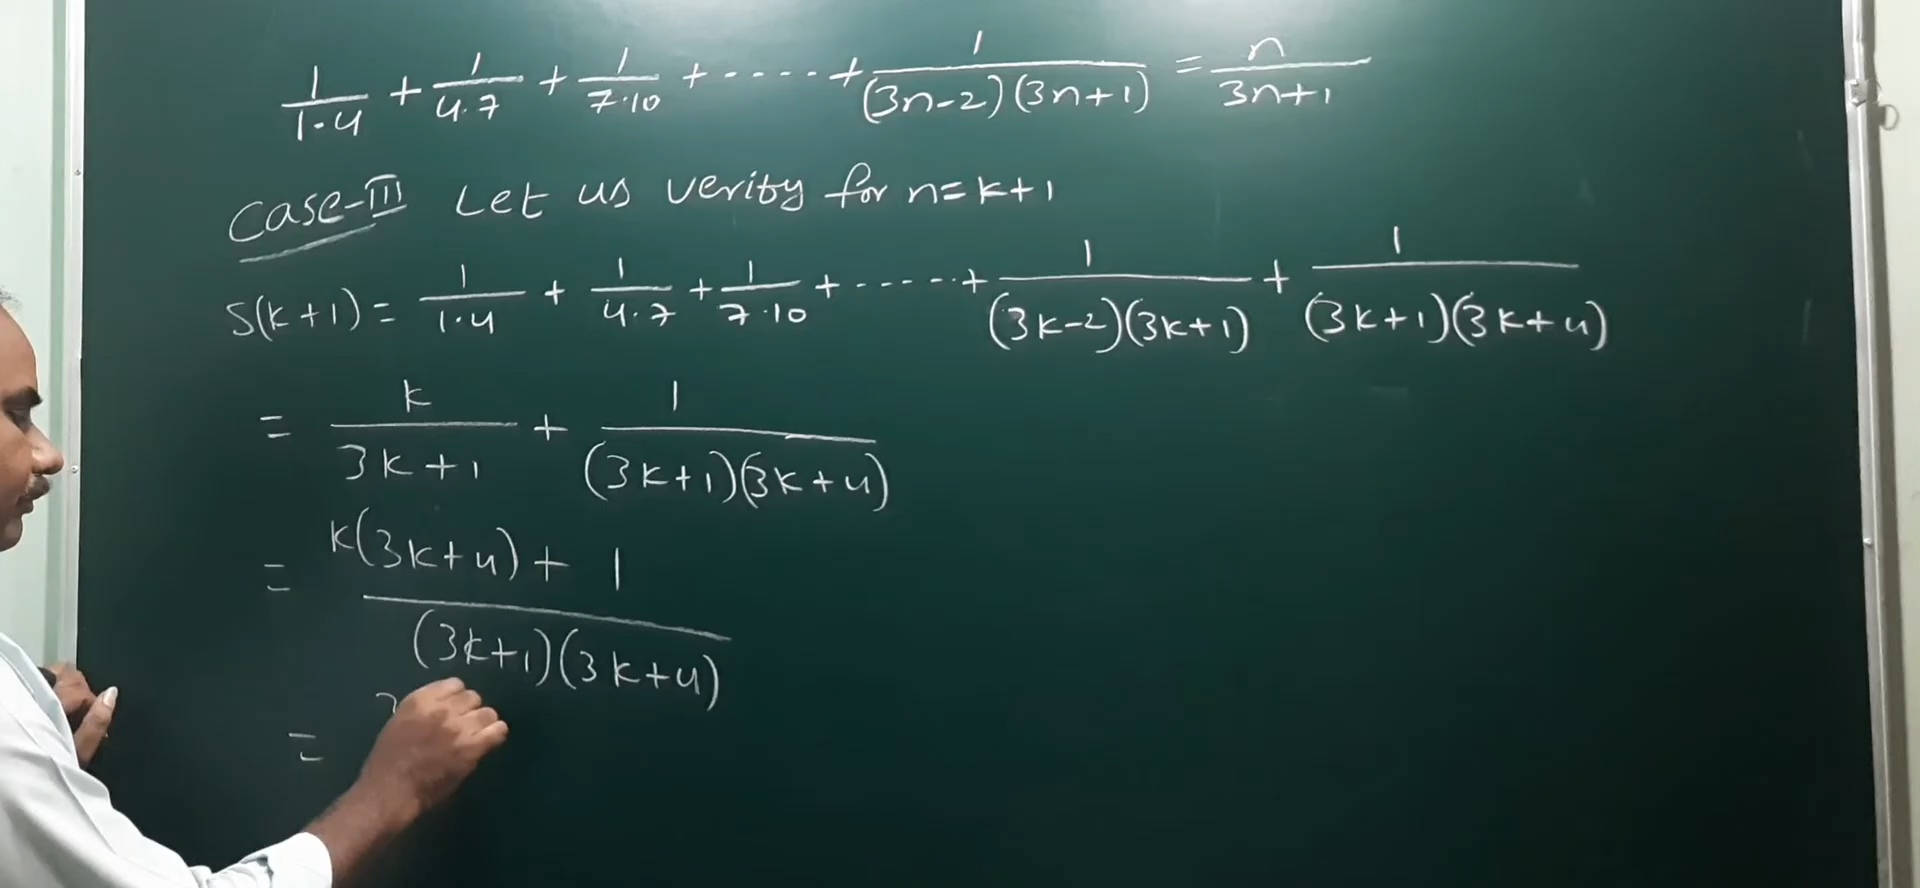 1/1·4 + 1/4·7 + 1/7·10 + ····· + 1/(3n-2)(3n+1) = n/3n+1
Case-III Let us verity for n=k+1
S(k+1) = 1/1·4 + 1/4·7 + 1/7·10 + ······ + 1/(3k-2)(3k+1) + 1/(3k+1)(3k+4)
= k/3k+1 + 1/(3k+1)(3k+4)
= k(3k+4)+1/(3k+1)(3k+4)
=